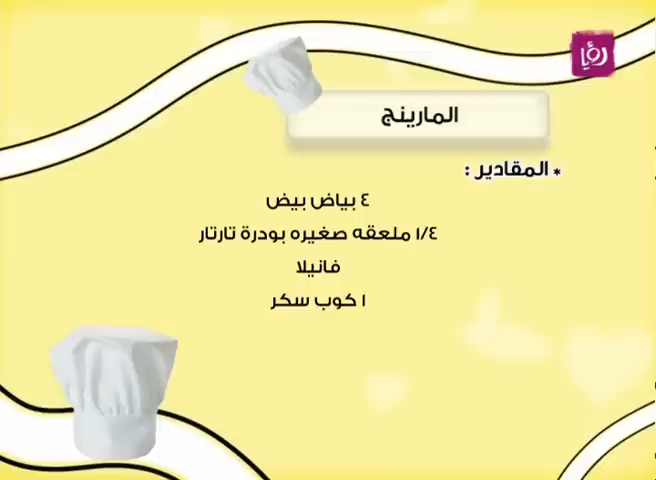 رؤيا
المارينج
* المقادير :
٤ بياض بيض
١/٤ ملعقه صغيره بودرة تارتار
فانيلا
١ كوب سكر